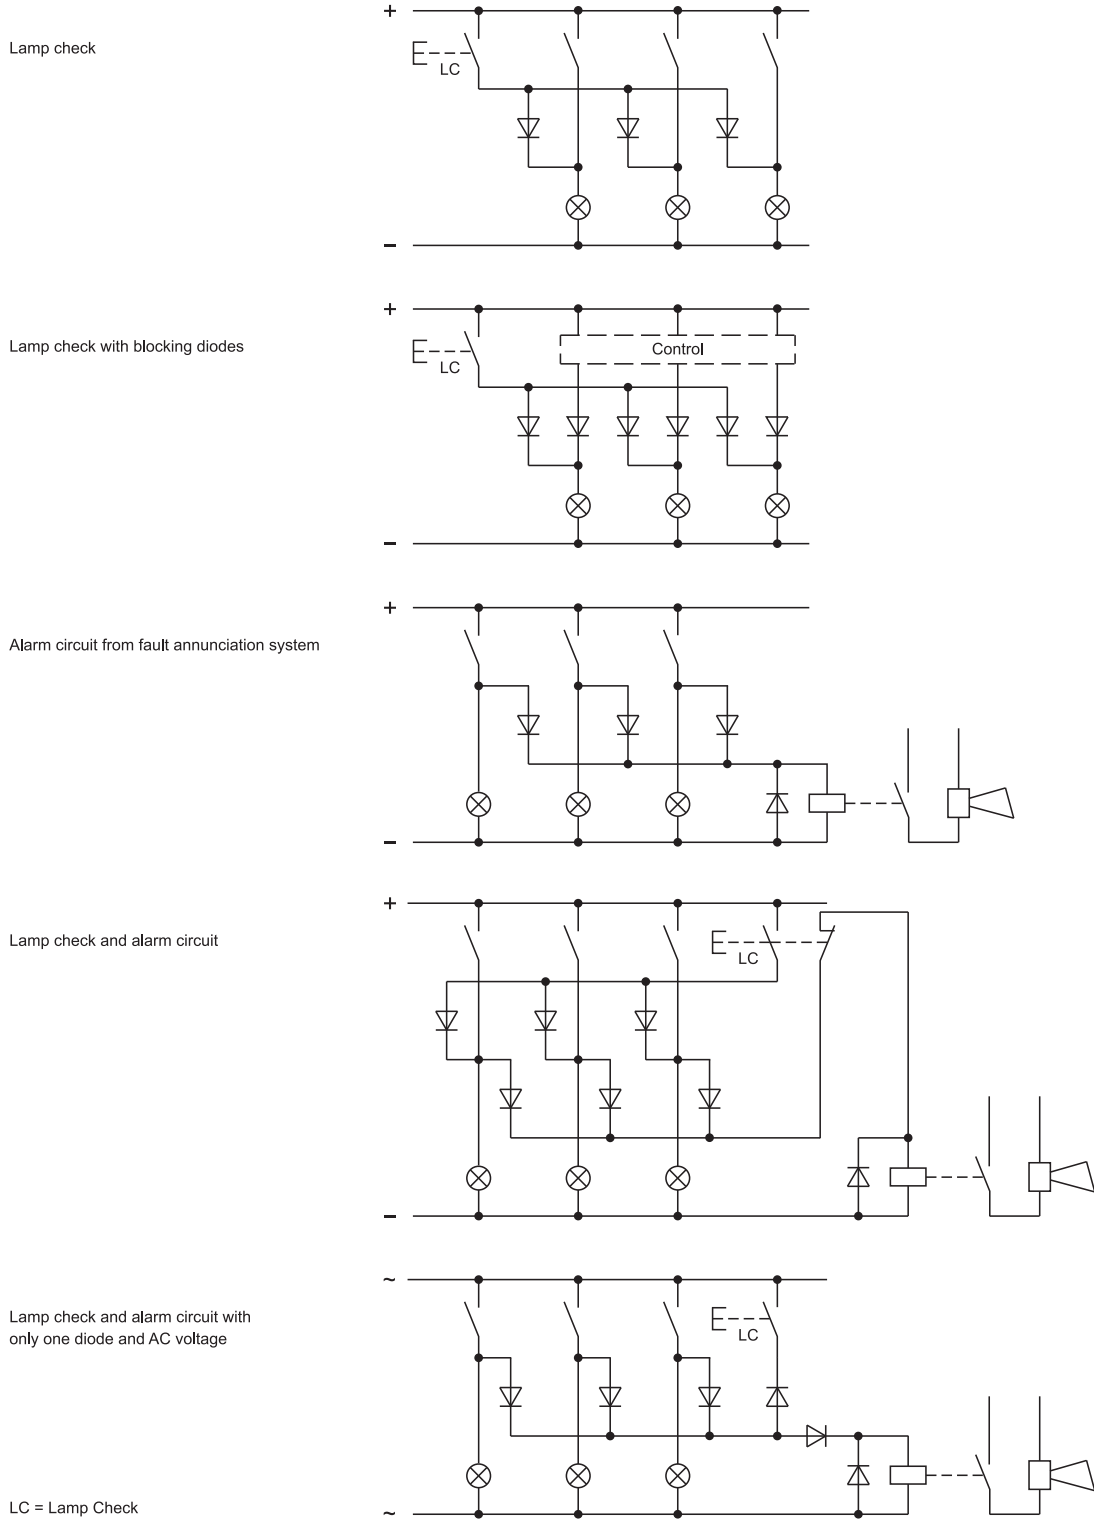 +
Lamp check
LC
−
+
Lamp check with blocking diodes
Control
LC
−
+
Alarm circuit from fault annunciation system
−
+
Lamp check and alarm circuit
LC
−
~
Lamp check and alarm circuit with
only one diode and AC voltage
LC
LC = Lamp Check
~